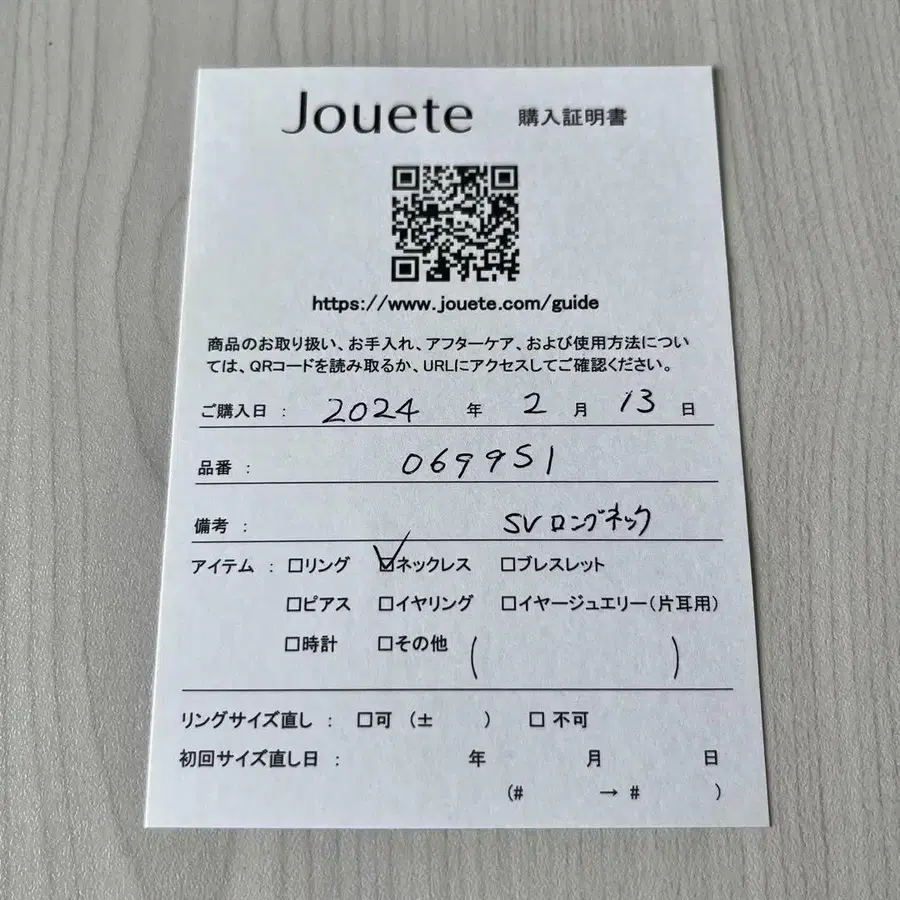 Jouete 購入証明書
https://www.jouete.com/guide
商品のお取り扱い、お手入れ、アフターケア、および使用方法につい
ては、QRコードを読み取るか、URLにアクセスしてご確認ください。
ご購入日 : 2024 年 2 月 13 日
品番 : 0699S1
備考 : SV ロングネック
アイテム : □リング ☑ネックレス □ブレスレット
□ピアス □イヤリング □イヤージュエリー(片耳用)
□時計 □その他 ( )
リングサイズ直し : □可 (± ) □ 不可
初回サイズ直し日 : 年 月 日
(# → # )